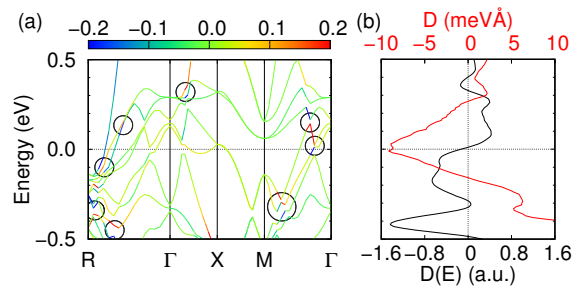 (a)
−0.2 −0.1 0.0 0.1 0.2
Energy (eV)
0.5
0.0
−0.5
R Γ X M Γ
(b)
D (meVÅ)
−10 −5 0 5 10
−1.6 −0.8 0 0.8 1.6
D(E) (a.u.)